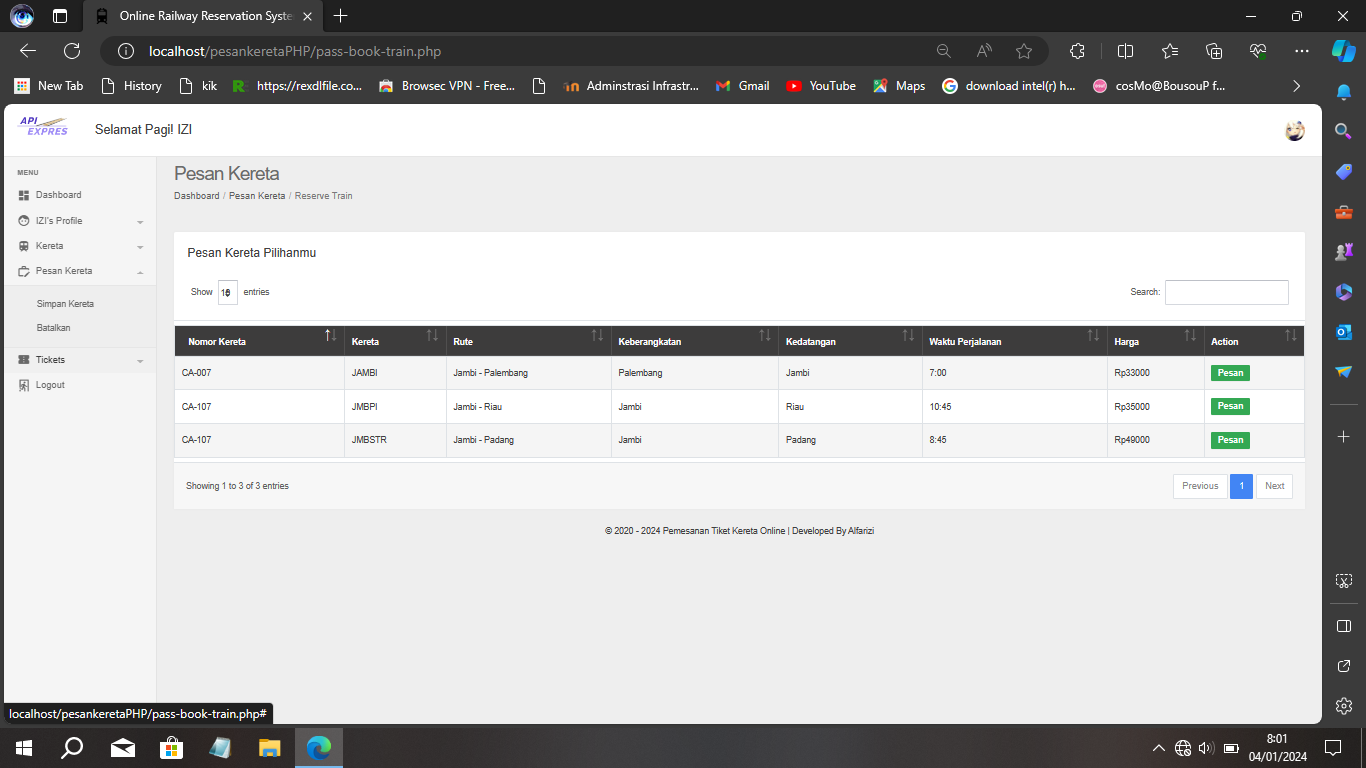 Online Railway Reservation Syste
localhost/pesankeretaPHP/pass-book-train.php
New Tab History kik https://rexdlfile.co... Browsec VPN - Free... Adminstrasi Infrastr... Gmail YouTube Maps download intel(r) h... cosMo@BousouP f...
API EXPRES
Selamat Pagi! IZI
MENU
Dashboard
IZI's Profile
Kereta
Pesan Kereta
Simpan Kereta
Batalkan
Tickets
Logout
Pesan Kereta
Dashboard / Pesan Kereta / Reserve Train
Pesan Kereta Pilihanmu
Show 10 entries Search:
Nomor Kereta Kereta Rute Keberangkatan Kedatangan Waktu Perjalanan Harga Action
CA-007 JAMBI Jambi - Palembang Palembang Jambi 7:00 Rp33000 Pesan
CA-107 JMBPI Jambi - Riau Jambi Riau 10:45 Rp35000 Pesan
CA-107 JMBSTR Jambi - Padang Jambi Padang 8:45 Rp49000 Pesan
Showing 1 to 3 of 3 entries Previous 1 Next
© 2020 - 2024 Pemesanan Tiket Kereta Online | Developed By Alfarizi
localhost/pesankeretaPHP/pass-book-train.php#
8:01
04/01/2024